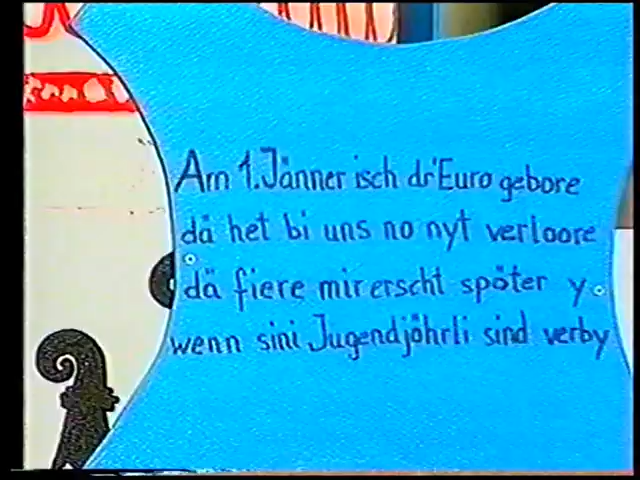 Am 1. Jänner isch dr'Euro gebore
dä het bi uns no nyt verloore
dä fiere mir erscht später y
wenn sini Jugendjöhrli sind verby